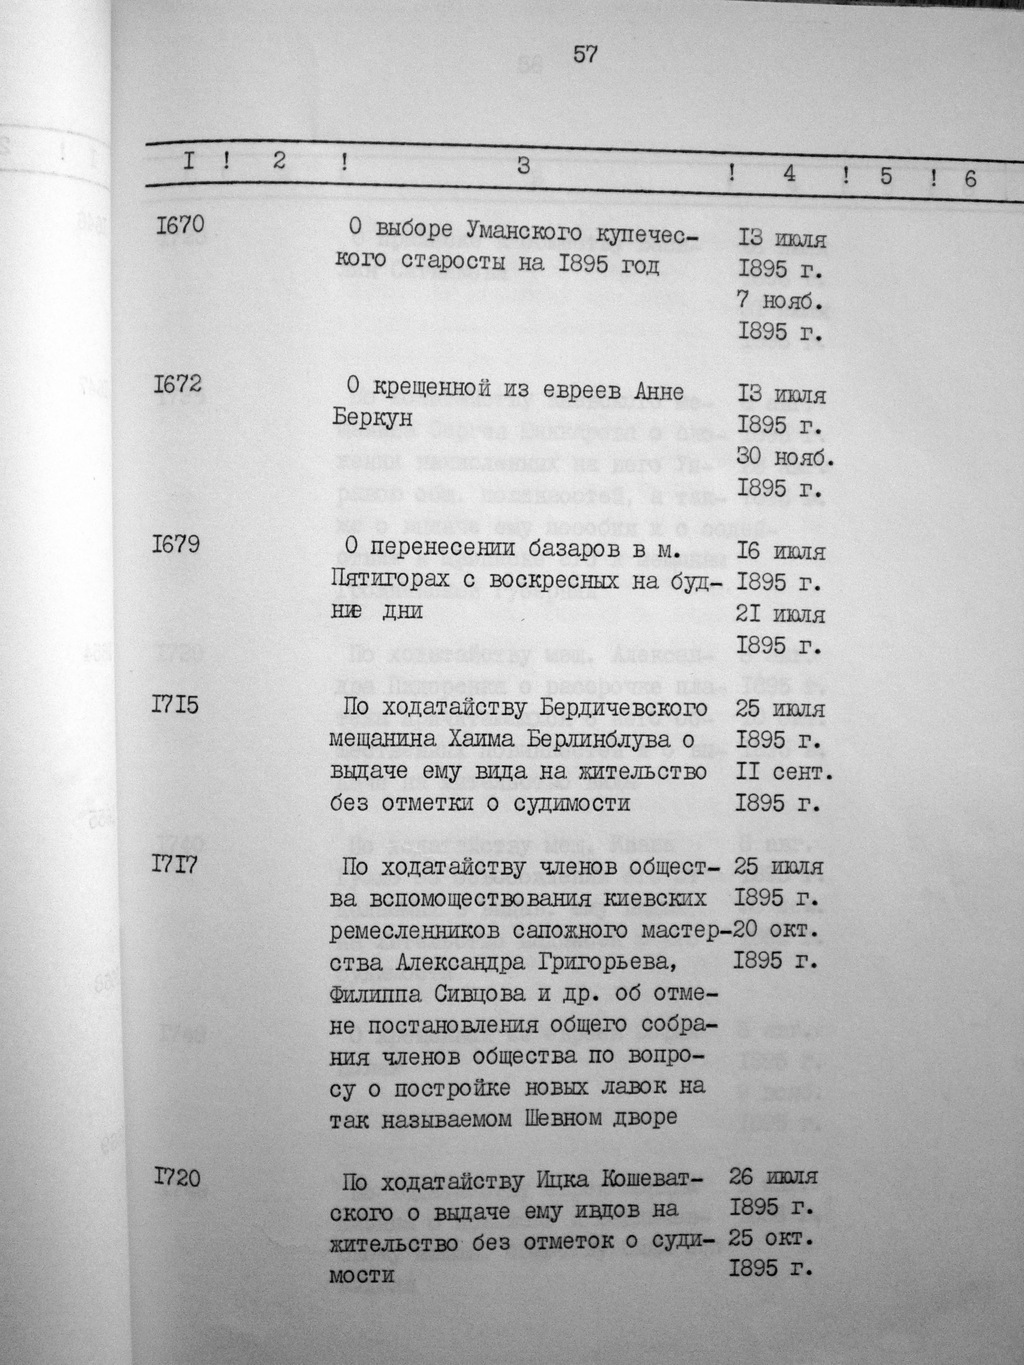 57
I ! 2 ! 3 ! 4 ! 5 ! 6
I670 О выборе Уманского купечес- I3 июля
кого старосты на I895 год I895 г.
7 нояб.
I895 г.
I672 О крещенной из евреев Анне I3 июля
Беркун I895 г.
30 нояб.
I895 г.
I679 О перенесении базаров в м. I6 июля
Пятигорах с воскресных на буд- I895 г.
ние дни 2I июля
I895 г.
I7I5 По ходатайству Бердичевского 25 июля
мещанина Хаима Берлинблува о I895 г.
выдаче ему вида на жительство II сент.
без отметки о судимости I895 г.
I7I7 По ходатайству членов общест- 25 июля
ва вспомоществования киевских I895 г.
ремесленников сапожного мастер-20 окт.
ства Александра Григорьева, I895 г.
Филиппа Сивцова и др. об отме-
не постановления общего собра-
ния членов общества по вопро-
су о постройке новых лавок на
так называемом Шевном дворе
I720 По ходатайству Ицка Кошеват- 26 июля
ского о выдаче ему ивдов на I895 г.
жительство без отметок о суди- 25 окт.
мости I895 г.